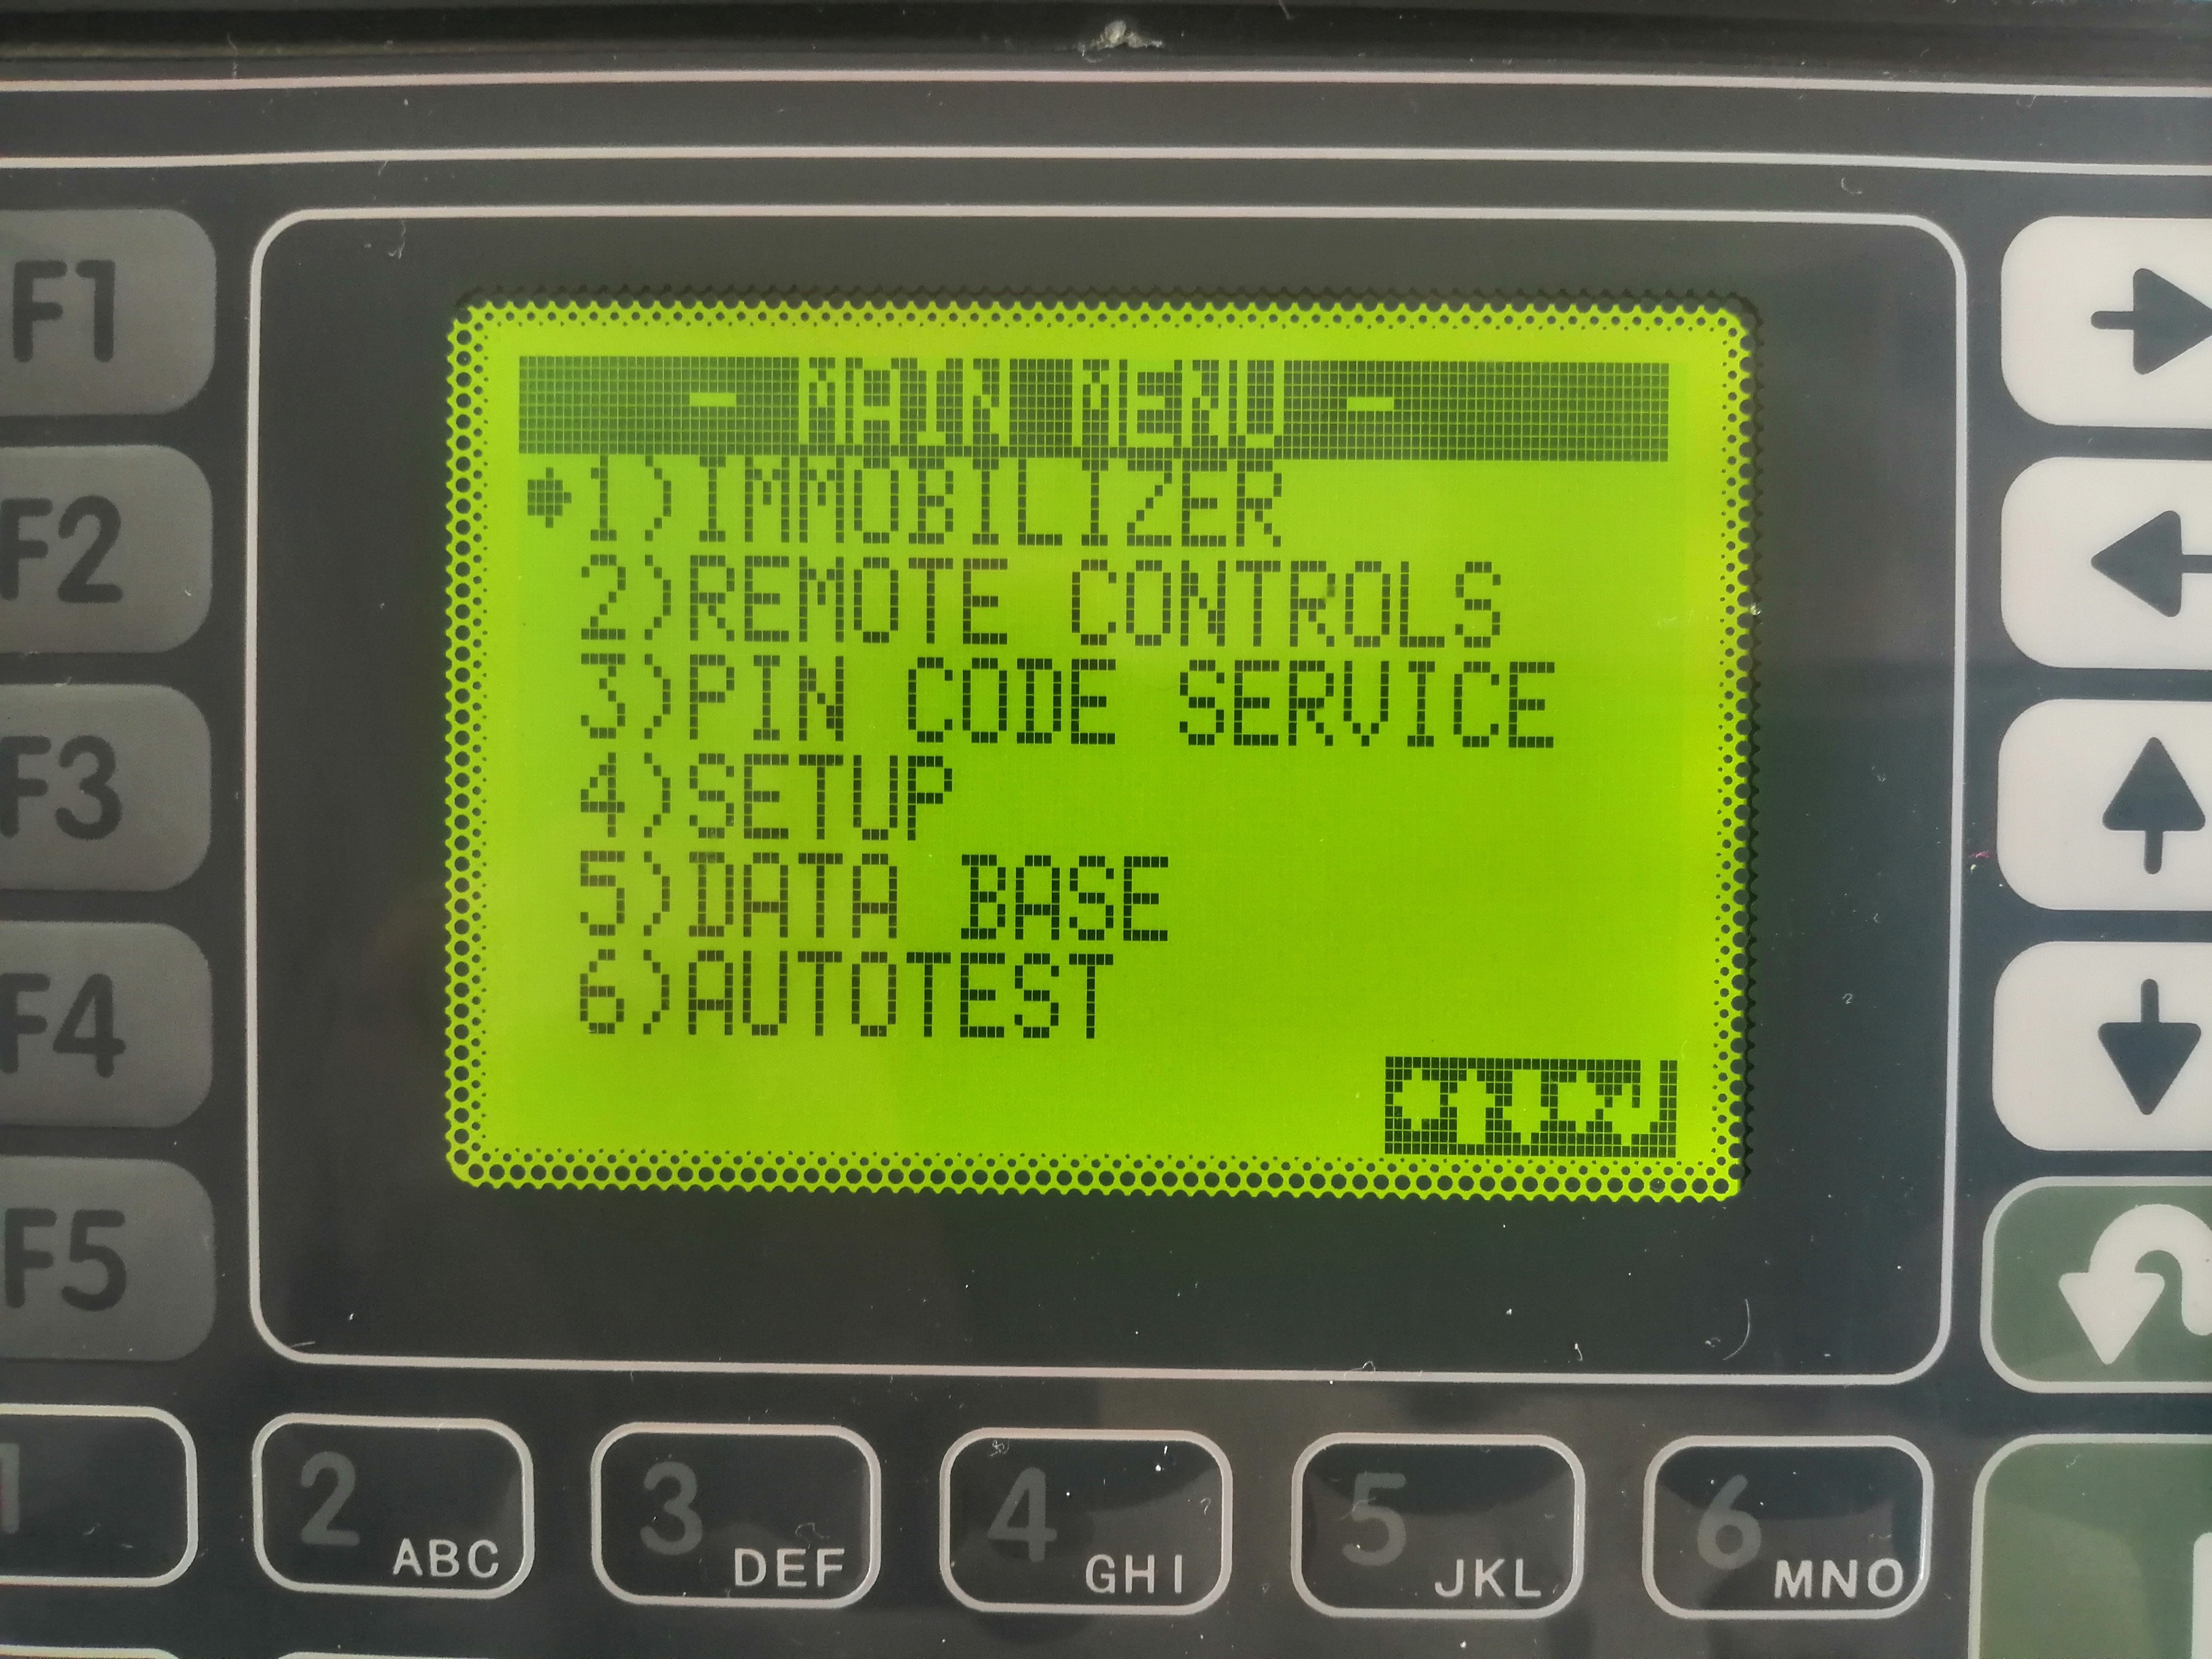 - MAIN MENU -
1)IMMOBILIZER
2)REMOTE CONTROLS
3)PIN CODE SERVICE
4)SETUP
5)DATA BASE
6)AUTOTEST
F1
F2
F3
F4
F5
1
2 ABC
3 DEF
4 GHI
5 JKL
6 MNO